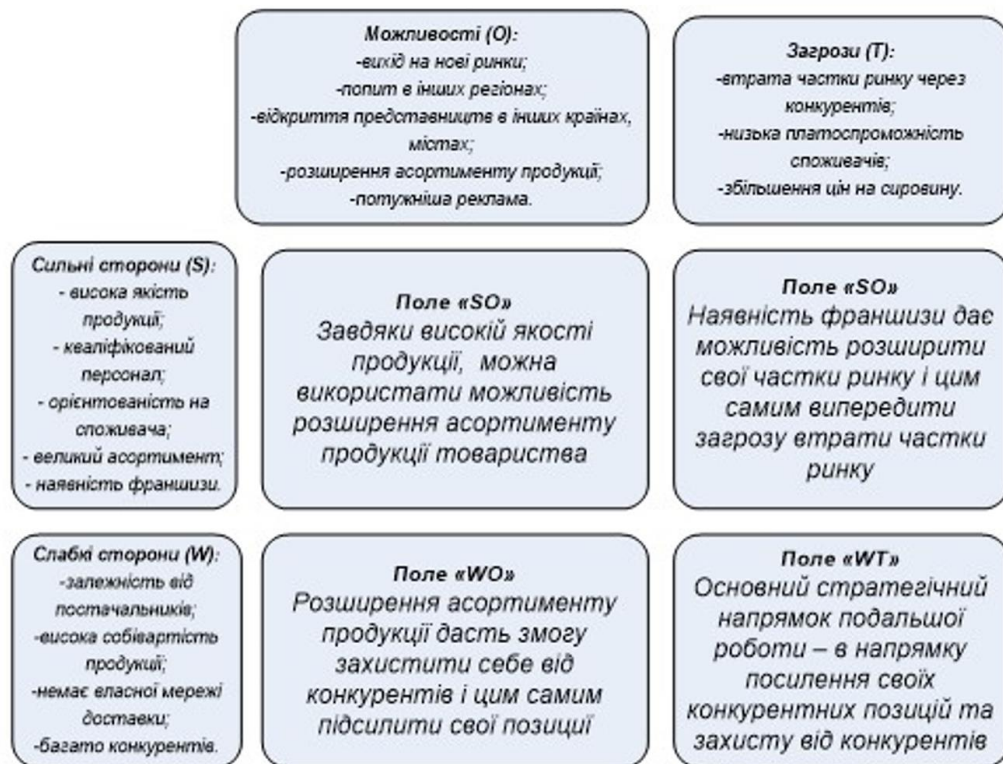 Можливості (О):
-вихід на нові ринки;
-попит в інших регіонах;
-відкриття представництв в інших країнах,
містах;
-розширення асортименту продукції;
-потужніша реклама.
Загрози (Т):
-втрата частки ринку через
конкурентів;
-низька платоспроможність
споживачів;
-збільшення цін на сировину.
Сильні сторони (S):
- висока якість
продукції;
- кваліфікований
персонал;
- орієнтованість на
споживача;
- великий асортимент;
- наявність франшизи.
Поле «SO»
Завдяки високій якості
продукції, можна
використати можливість
розширення асортименту
продукції товариства
Поле «SO»
Наявність франшизи дає
можливість розширити
свої частки ринку і цим
самим випередити
загрозу втрати частки
ринку
Слабкі сторони (W):
-залежність від
постачальників;
-висока собівартість
продукції;
-немає власної мережі
доставки;
-багато конкурентів.
Поле «WO»
Розширення асортименту
продукції дасть змогу
захистити себе від
конкурентів і цим самим
підсилити свої позиції
Поле «WT»
Основний стратегічний
напрямок подальшої
роботи – в напрямку
посилення своїх
конкурентних позицій та
захисту від конкурентів